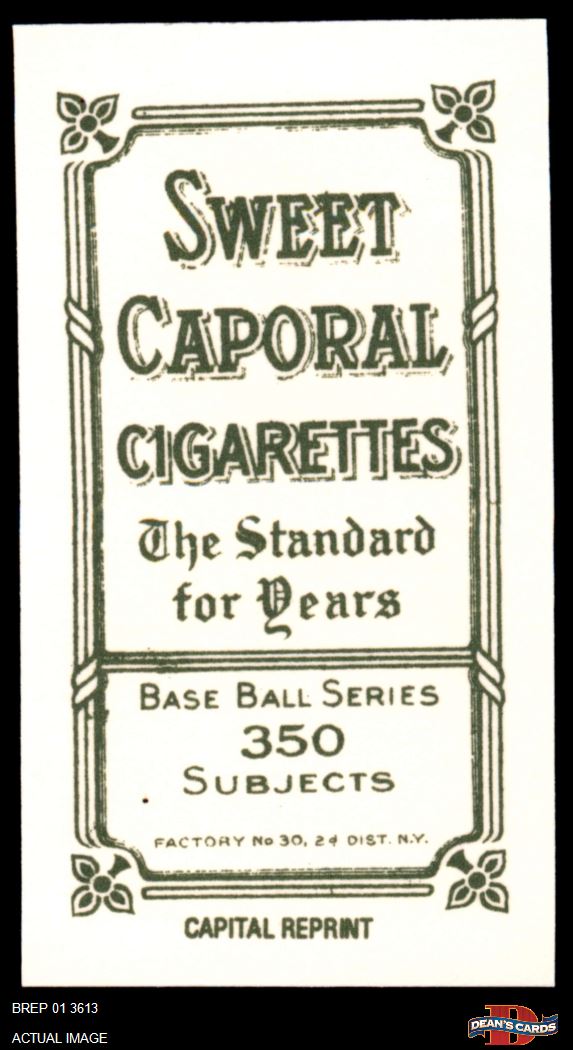 SWEET
CAPORAL
CIGARETTES
The Standard
for Years
BASE BALL SERIES
350
SUBJECTS
FACTORY No 30, 2d DIST. N.Y.
CAPITAL REPRINT
BREP 01 3613
ACTUAL IMAGE
DEAN'S CARDS